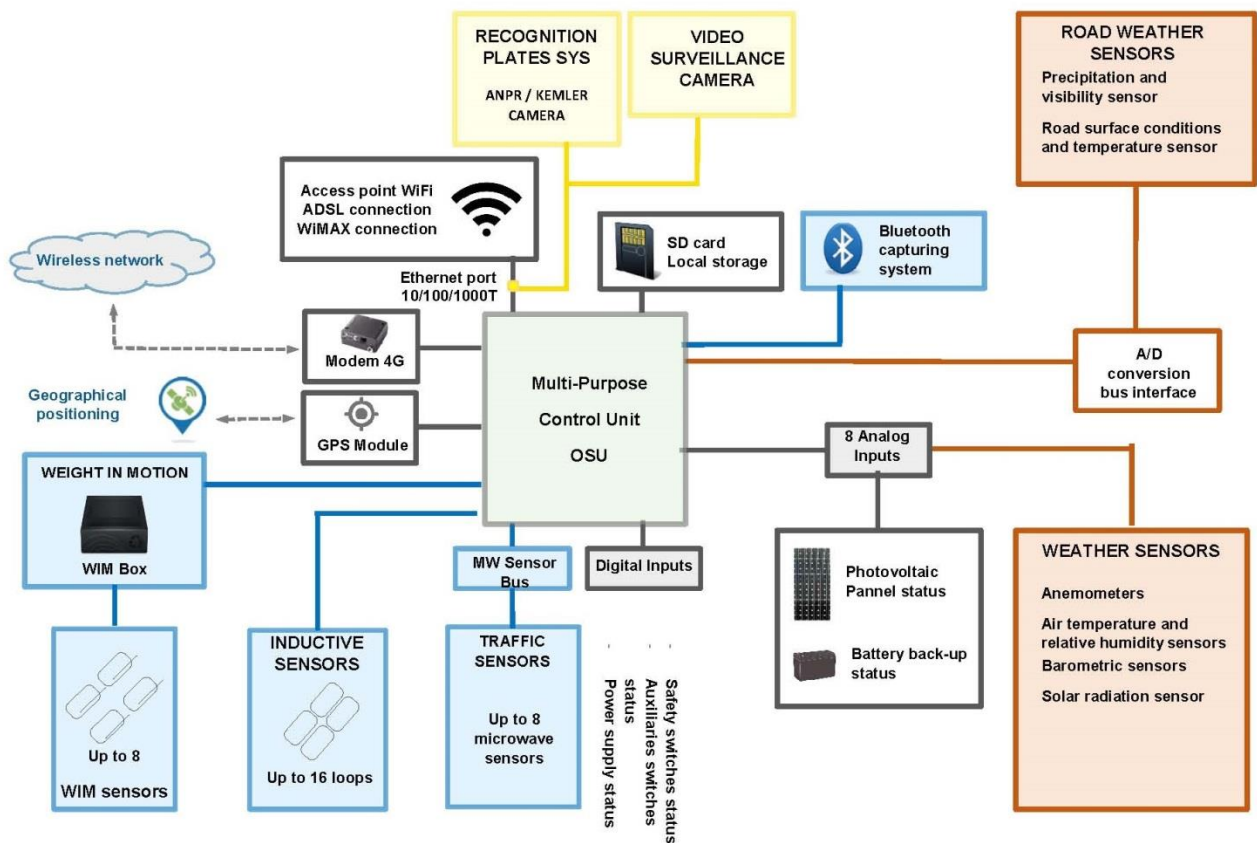 RECOGNITION
PLATES SYS
ANPR / KEMLER
CAMERA
VIDEO
SURVEILLANCE
CAMERA
ROAD WEATHER
SENSORS
Precipitation and
visibility sensor
Road surface conditions
and temperature sensor
Access point WiFi
ADSL connection
WiMAX connection
SD card
Local storage
Bluetooth
capturing
system
Wireless network
Ethernet port
10/100/1000T
Modem 4G
Multi-Purpose
Control Unit
OSU
A/D
conversion
bus interface
Geographical
positioning
GPS Module
8 Analog
Inputs
WEIGHT IN MOTION
WIM Box
MW Sensor
Bus
Digital Inputs
Photovoltaic
Pannel status
Battery back-up
status
WEATHER SENSORS
Anemometers
Air temperature and
relative humidity sensors
Barometric sensors
Solar radiation sensor
Up to 8
WIM sensors
INDUCTIVE
SENSORS
Up to 16 loops
TRAFFIC
SENSORS
Up to 8
microwave
sensors
Safety switches status
Auxiliaries switches
status
Power supply status